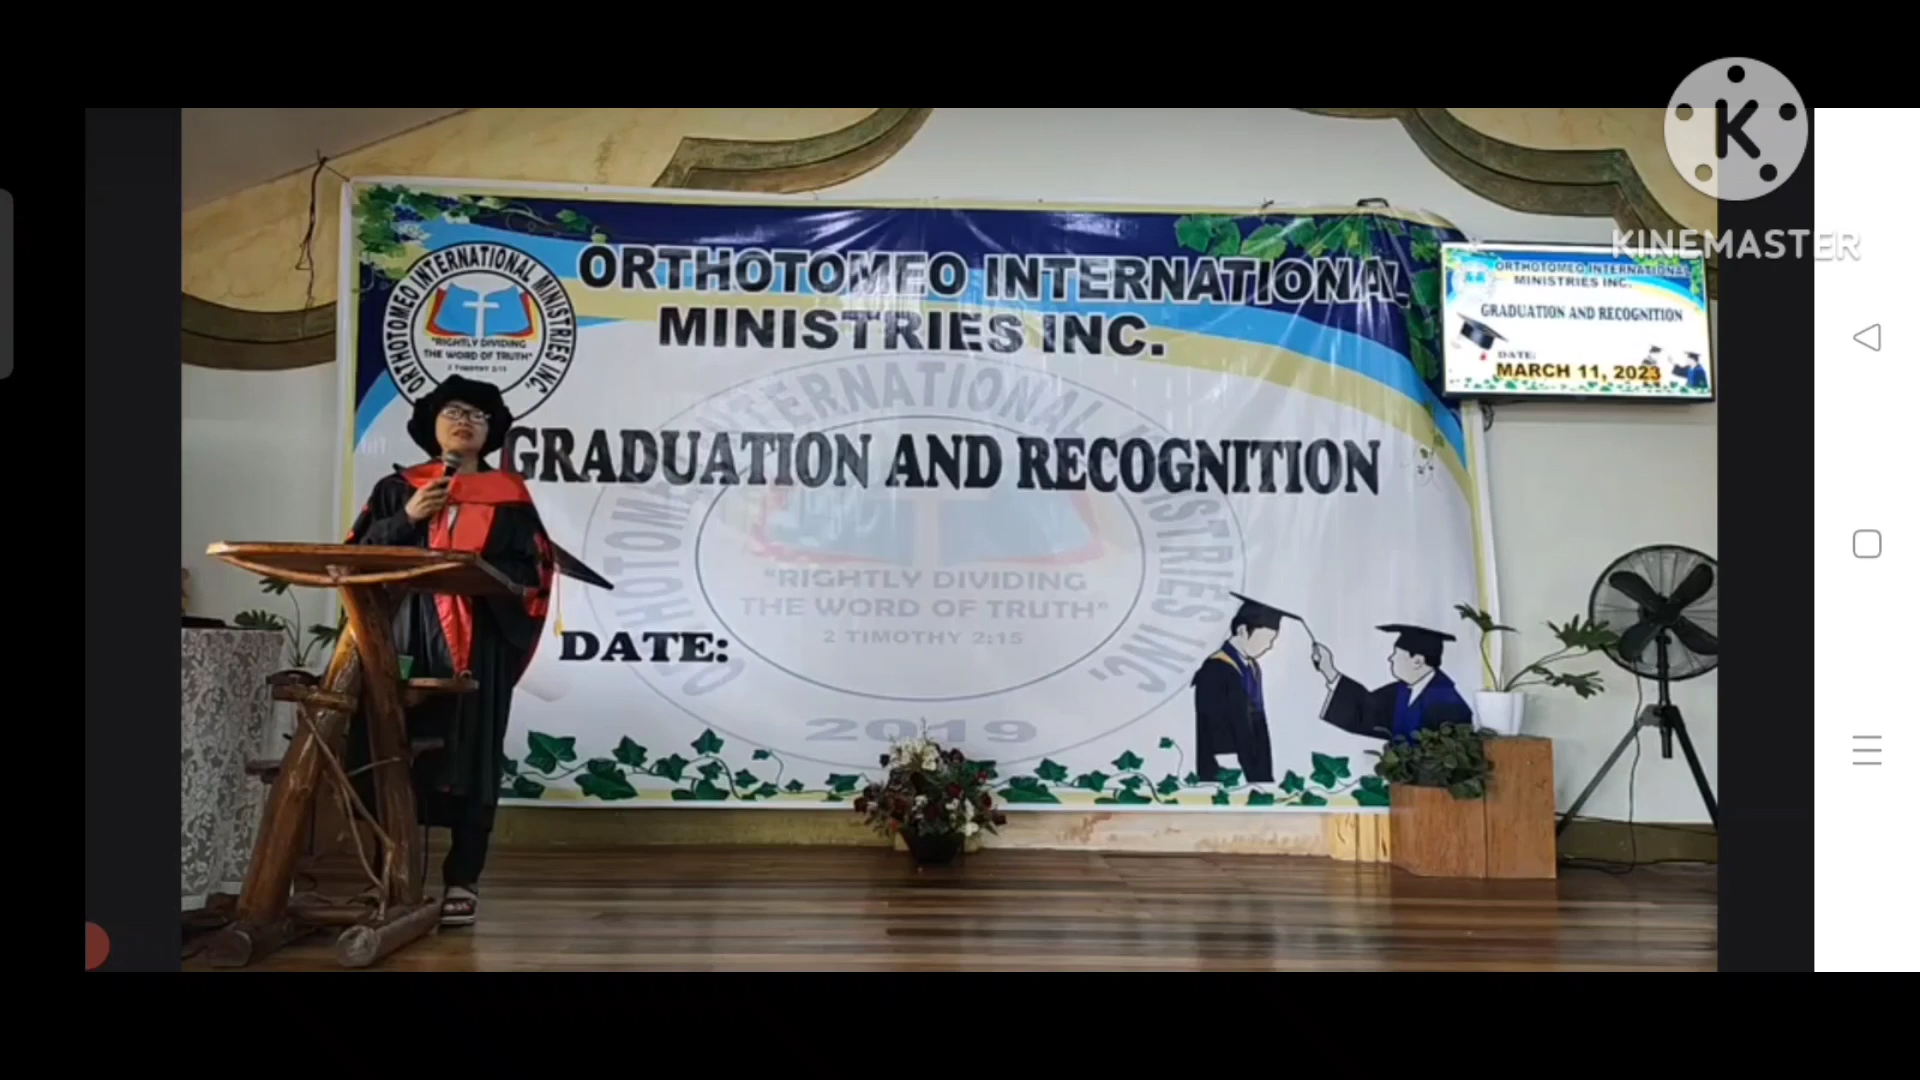 K
KINEMASTER
ORTHOTOMEO INTERNATIONAL
MINISTRIES INC.
ORTHOTOMEO INTERNATIONAL MINISTRIES INC.
"RIGHTLY DIVIDING
THE WORD OF TRUTH"
2 TIMOTHY 2:15
GRADUATION AND RECOGNITION
DATE:
ORTHOTOMEO INTERNATIONAL MINISTRIES INC.
"RIGHTLY DIVIDING
THE WORD OF TRUTH"
2 TIMOTHY 2:15
2019
ORTHOTOMEO INTERNATIONAL
MINISTRIES INC.
GRADUATION AND RECOGNITION
DATE:
MARCH 11, 2023